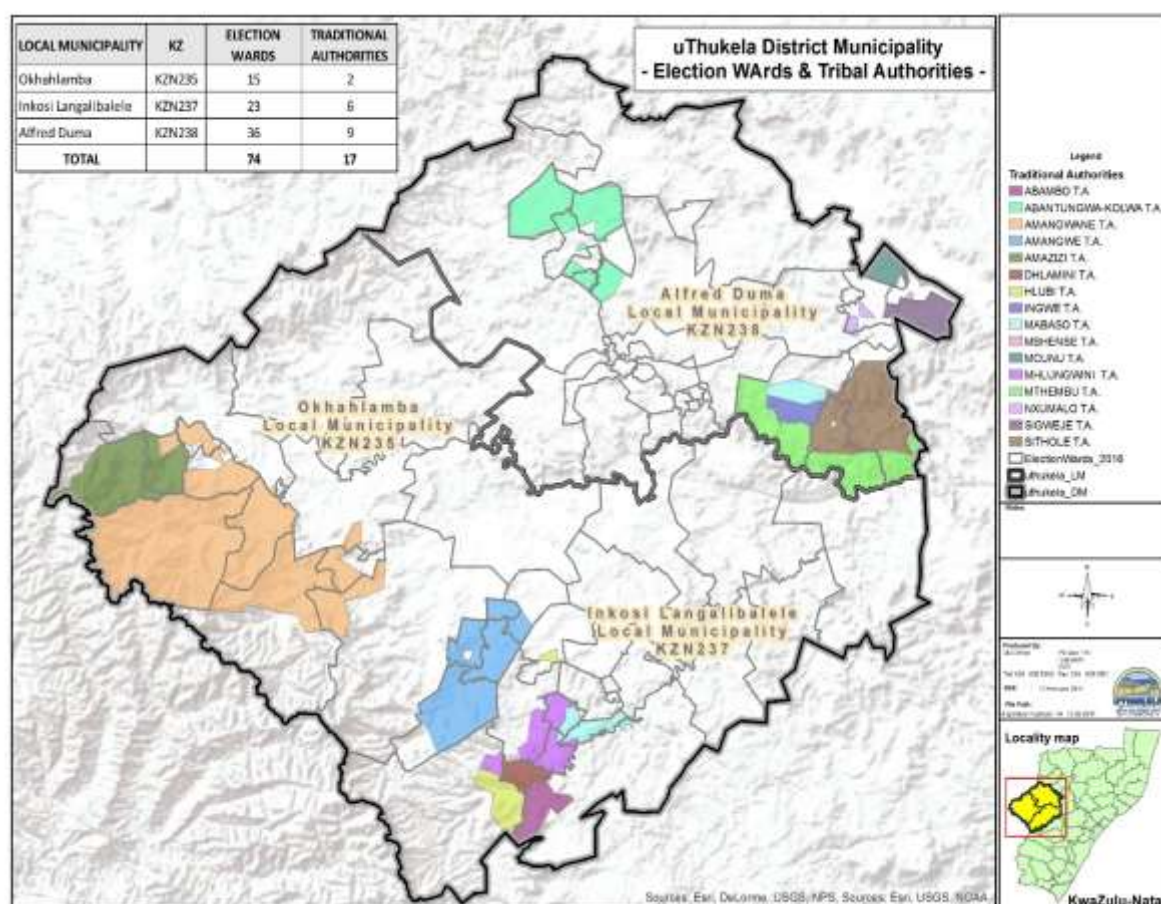 LOCAL MUNICIPALITY KZ ELECTION WARDS TRADITIONAL AUTHORITIES
Okhahlamba KZN235 15 2
Inkosi Langalibalele KZN237 23 6
Alfred Duma KZN238 36 9
TOTAL 74 17
uThukela District Municipality
- Election WArds & Tribal Authorities -
Alfred Duma
Local Municipality
KZN238
Okhahlamba
Local Municipality
KZN235
Inkosi Langalibalele
Local Municipality
KZN237
Sources: Esri, DeLorme, USGS, NPS, Sources: Esri, USGS, NOAA
Legend
Traditional Authorities
ABAMBO T.A
ABANTUNGWA-KOLWA T.A
AMANGWANE T.A.
AMANGWE T.A.
AMAZIZI T.A.
DHLAMINI T.A.
HLUBI T.A.
INGWE T.A.
MABASO T.A.
MCUNU T.A.
MHLUNGWINI T.A.
MTHEMBU T.A.
NXUMALO T.A.
SIGWEJE T.A.
SITHOLE T.A.
ElectionWards_2016
uthukela_LM
uthukela_DM
Locality map
KwaZulu-Natal